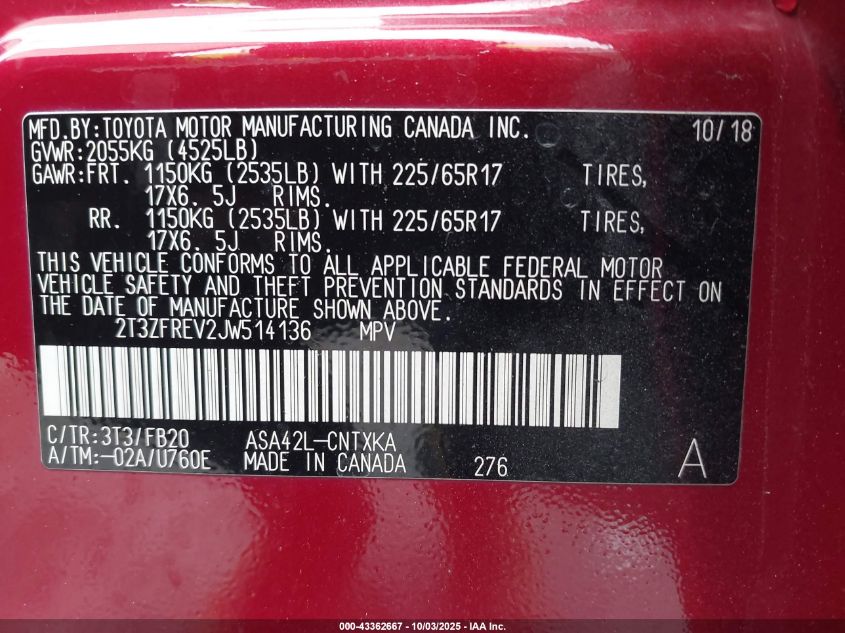 MFD.BY:TOYOTA MOTOR MANUFACTURING CANADA INC. 10/18
GVWR:2055KG (4525LB)
GAWR:FRT. 1150KG (2535LB) WITH 225/65R17 TIRES,
17X6. 5J RIMS.
RR. 1150KG (2535LB) WITH 225/65R17 TIRES,
17X6. 5J RIMS.
THIS VEHICLE CONFORMS TO ALL APPLICABLE FEDERAL MOTOR
VEHICLE SAFETY AND THEFT PREVENTION STANDARDS IN EFFECT ON
THE DATE OF MANUFACTURE SHOWN ABOVE.
2T3ZFREV2JW514136 MPV
C/TR:3T3/FB20 ASA42L-CNTXKA
A/TM:-02A/U760E MADE IN CANADA 276 A
000-43362667 - 10/03/2025 - IAA Inc.